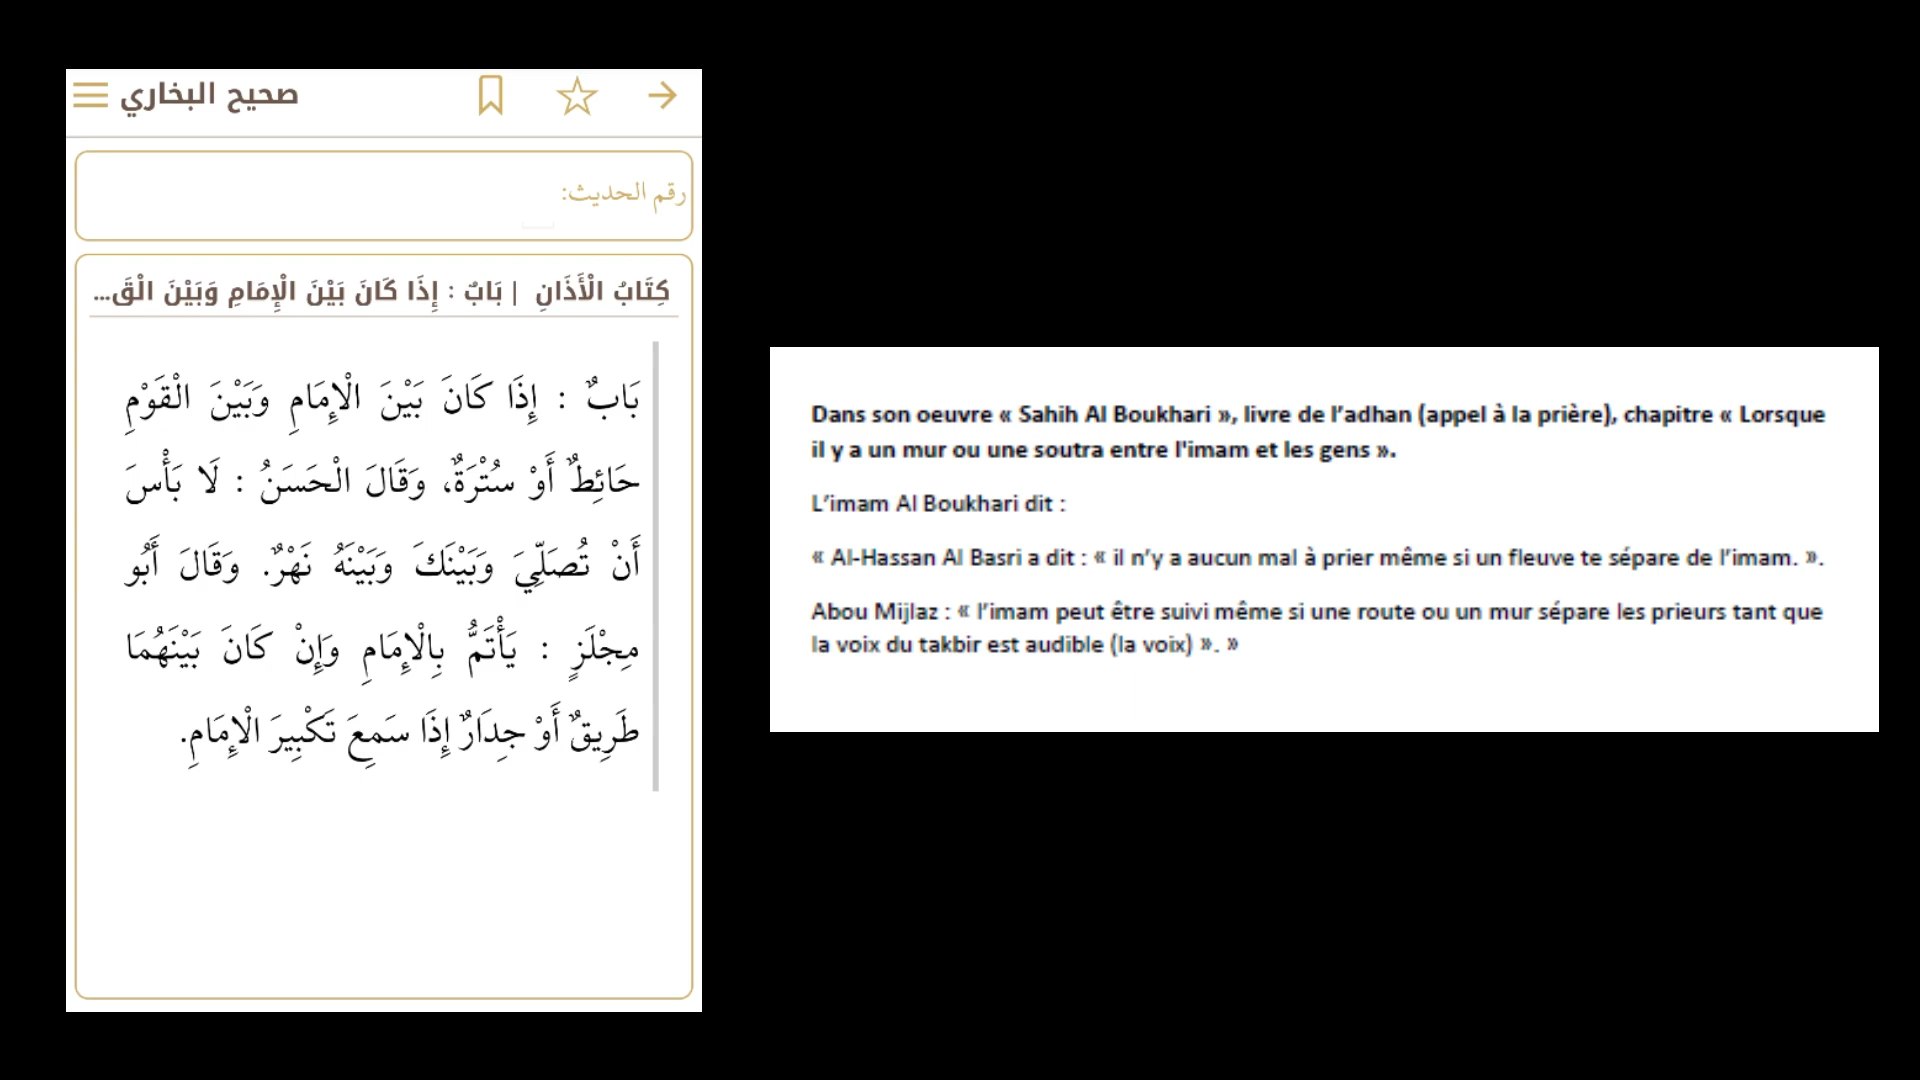 صحيح البخاري
رقم الحديث:
كِتَابُ الْأَذَانِ | بَابٌ : إِذَا كَانَ بَيْنَ الْإِمَامِ وَبَيْنَ الْقَ...
بَابٌ : إِذَا كَانَ بَيْنَ الْإِمَامِ وَبَيْنَ الْقَوْمِ
حَائِطٌ أَوْ سُتْرَةٌ، وَقَالَ الْحَسَنُ : لَا بَأْسَ
أَنْ تُصَلِّيَ وَبَيْنَكَ وَبَيْنَهُ نَهْرٌ. وَقَالَ أَبُو
مِجْلَزٍ : يَأْتَمُّ بِالْإِمَامِ وَإِنْ كَانَ بَيْنَهُمَا
طَرِيقٌ أَوْ جِدَارٌ إِذَا سَمِعَ تَكْبِيرَ الْإِمَامِ.
Dans son oeuvre « Sahih Al Boukhari », livre de l’adhan (appel à la prière), chapitre « Lorsque
il y a un mur ou une soutra entre l'imam et les gens ».
L’imam Al Boukhari dit :
« Al-Hassan Al Basri a dit : « il n’y a aucun mal à prier même si un fleuve te sépare de l’imam. ».
Abou Mijlaz : « l’imam peut être suivi même si une route ou un mur sépare les prieurs tant que
la voix du takbir est audible (la voix) ». »